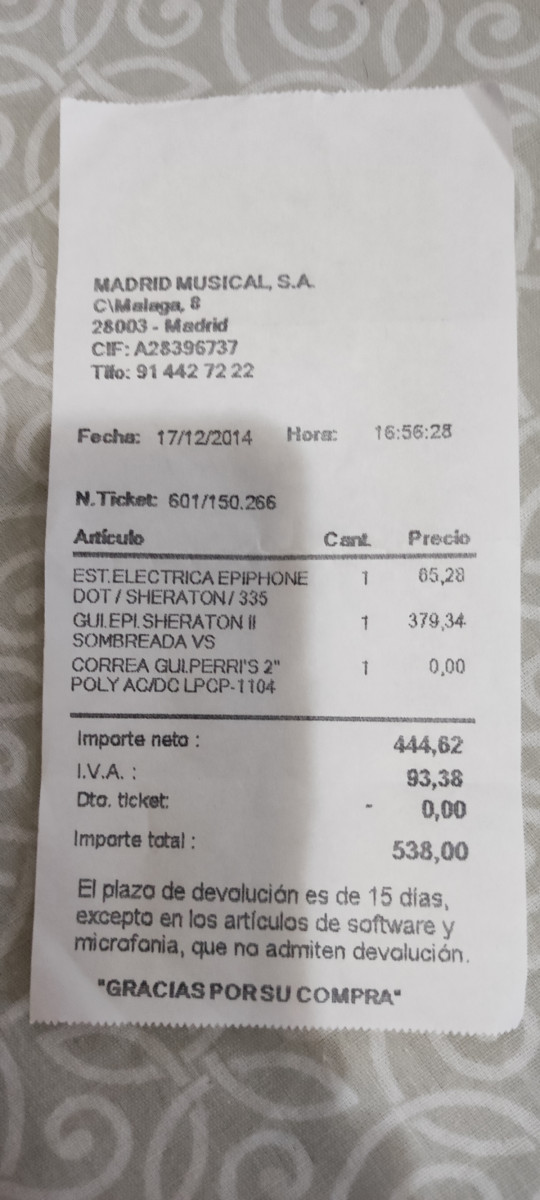 MADRID MUSICAL, S.A.
C\Malaga, 8
28003 - Madrid
CIF: A28396737
Tlfo: 91 442 72 22
Fecha: 17/12/2014 Hora: 16:56:28
N.Ticket: 601/150.266
Artículo Cant. Precio
EST.ELECTRICA EPIPHONE 1 65,28
DOT / SHERATON / 335
GUI.EPI. SHERATON II 1 379,34
SOMBREADA VS
CORREA GUI.PERRI'S 2" 1 0,00
POLY AC/DC LPCP-1104
Importe neto : 444,62
I.V.A. : 93,38
Dto. ticket: - 0,00
Importe total : 538,00
El plazo de devolución es de 15 días,
excepto en los artículos de software y
microfonia, que no admiten devolución.
"GRACIAS POR SU COMPRA"